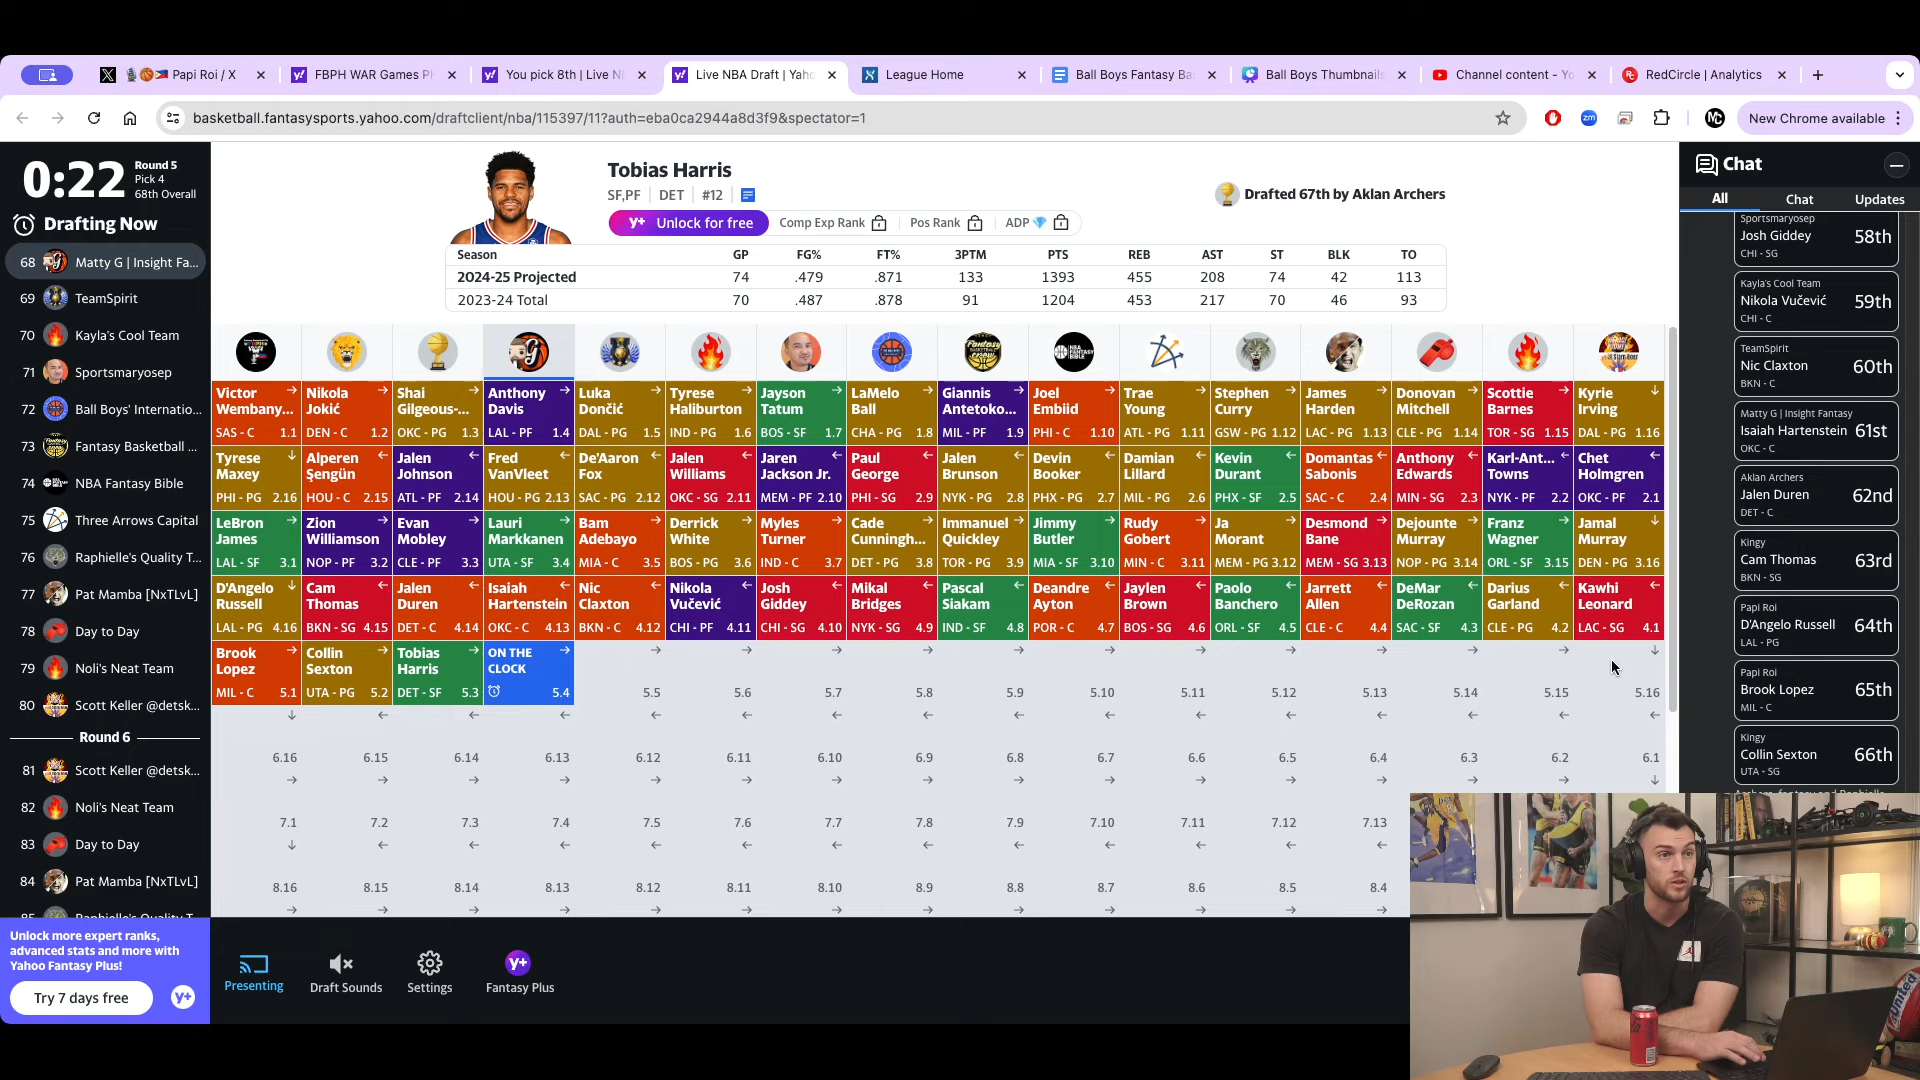 Papi Roi / X
FBPH WAR Games P
You pick 8th | Live N
Live NBA Draft | Yaho
League Home
Ball Boys Fantasy Ba
Ball Boys Thumbnails
Channel content - Yo
RedCircle | Analytics
basketball.fantasysports.yahoo.com/draftclient/nba/115397/11?auth=eba0ca2944a8d3f9&spectator=1
New Chrome available
0:22
Round 5
Pick 4
68th Overall
Drafting Now
68 Matty G | Insight Fa...
69 TeamSpirit
70 Kayla's Cool Team
71 Sportsmaryosep
72 Ball Boys' Internatio...
73 Fantasy Basketball ...
74 NBA Fantasy Bible
75 Three Arrows Capital
76 Raphielle's Quality T...
77 Pat Mamba [NxTLvL]
78 Day to Day
79 Noli's Neat Team
80 Scott Keller @detsk...
Round 6
81 Scott Keller @detsk...
82 Noli's Neat Team
83 Day to Day
84 Pat Mamba [NxTLvL]
85 Raphielle's Quality T...
Unlock more expert ranks,
advanced stats and more with
Yahoo Fantasy Plus!
Try 7 days free
y+
Tobias Harris
SF,PF | DET | #12
y+ Unlock for free
Comp Exp Rank
Pos Rank
ADP
Drafted 67th by Aklan Archers
Season GP FG% FT% 3PTM PTS REB AST ST BLK TO
2024-25 Projected 74 .479 .871 133 1393 455 208 74 42 113
2023-24 Total 70 .487 .878 91 1204 453 217 70 46 93
Victor Nikola Shai Anthony Luka Tyrese Jayson LaMelo Giannis Joel Trae Stephen James Donovan Scottie Kyrie
Wembany... Jokić Gilgeous-... Davis Dončić Haliburton Tatum Ball Antetoko... Embiid Young Curry Harden Mitchell Barnes Irving
SAS - C 1.1 DEN - C 1.2 OKC - PG 1.3 LAL - PF 1.4 DAL - PG 1.5 IND - PG 1.6 BOS - SF 1.7 CHA - PG 1.8 MIL - PF 1.9 PHI - C 1.10 ATL - PG 1.11 GSW - PG 1.12 LAC - PG 1.13 CLE - PG 1.14 TOR - SG 1.15 DAL - PG 1.16
Tyrese Alperen Jalen Fred De'Aaron Jalen Jaren Paul Jalen Devin Damian Kevin Domantas Anthony Karl-Ant... Chet
Maxey Şengün Johnson VanVleet Fox Williams Jackson Jr. George Brunson Booker Lillard Durant Sabonis Edwards Towns Holmgren
PHI - PG 2.16 HOU - C 2.15 ATL - PF 2.14 HOU - PG 2.13 SAC - PG 2.12 OKC - SG 2.11 MEM - PF 2.10 PHI - SG 2.9 NYK - PG 2.8 PHX - PG 2.7 MIL - PG 2.6 PHX - SF 2.5 SAC - C 2.4 MIN - SG 2.3 NYK - PF 2.2 OKC - PF 2.1
LeBron Zion Evan Lauri Bam Derrick Myles Cade Immanuel Jimmy Rudy Ja Desmond Dejounte Franz Jamal
James Williamson Mobley Markkanen Adebayo White Turner Cunningh... Quickley Butler Gobert Morant Bane Murray Wagner Murray
LAL - SF 3.1 NOP - PF 3.2 CLE - PF 3.3 UTA - SF 3.4 MIA - C 3.5 BOS - PG 3.6 IND - C 3.7 DET - PG 3.8 TOR - PG 3.9 MIA - SF 3.10 MIN - C 3.11 MEM - PG 3.12 MEM - SG 3.13 NOP - PG 3.14 ORL - SF 3.15 DEN - PG 3.16
D'Angelo Cam Jalen Isaiah Nic Nikola Josh Mikal Pascal Deandre Jaylen Paolo Jarrett DeMar Darius Kawhi
Russell Thomas Duren Hartenstein Claxton Vučević Giddey Bridges Siakam Ayton Brown Banchero Allen DeRozan Garland Leonard
LAL - PG 4.16 BKN - SG 4.15 DET - C 4.14 OKC - C 4.13 BKN - C 4.12 CHI - PF 4.11 CHI - SG 4.10 NYK - SG 4.9 IND - SF 4.8 POR - C 4.7 BOS - SG 4.6 ORL - SF 4.5 CLE - C 4.4 SAC - SF 4.3 CLE - PG 4.2 LAC - SG 4.1
Brook Collin Tobias ON THE
Lopez Sexton Harris CLOCK
MIL - C 5.1 UTA - PG 5.2 DET - SF 5.3 5.4 5.5 5.6 5.7 5.8 5.9 5.10 5.11 5.12 5.13 5.14 5.15 5.16
6.16 6.15 6.14 6.13 6.12 6.11 6.10 6.9 6.8 6.7 6.6 6.5 6.4 6.3 6.2 6.1
7.1 7.2 7.3 7.4 7.5 7.6 7.7 7.8 7.9 7.10 7.11 7.12 7.13
8.16 8.15 8.14 8.13 8.12 8.11 8.10 8.9 8.8 8.7 8.6 8.5 8.4
Presenting
Draft Sounds
Settings
Fantasy Plus
Chat
All Chat Updates
Sportsmaryosep
Josh Giddey 58th
CHI - SG
Kayla's Cool Team
Nikola Vučević 59th
CHI - C
TeamSpirit
Nic Claxton 60th
BKN - C
Matty G | Insight Fantasy
Isaiah Hartenstein 61st
OKC - C
Aklan Archers
Jalen Duren 62nd
DET - C
Kingy
Cam Thomas 63rd
BKN - SG
Papi Roi
D'Angelo Russell 64th
LAL - PG
Papi Roi
Brook Lopez 65th
MIL - C
Kingy
Collin Sexton 66th
UTA - SG